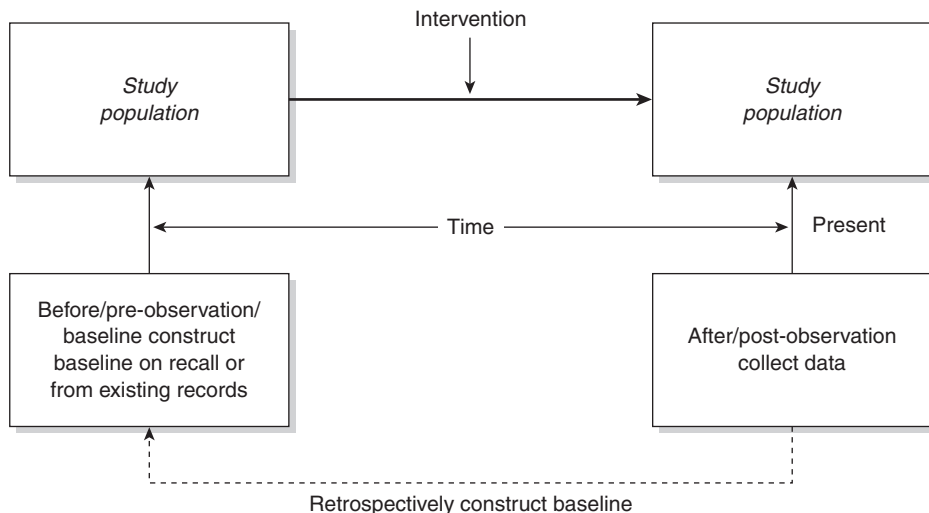 Intervention
Study
population
Study
population
Time
Present
Before/pre-observation/
baseline construct
baseline on recall or
from existing records
After/post-observation
collect data
Retrospectively construct baseline